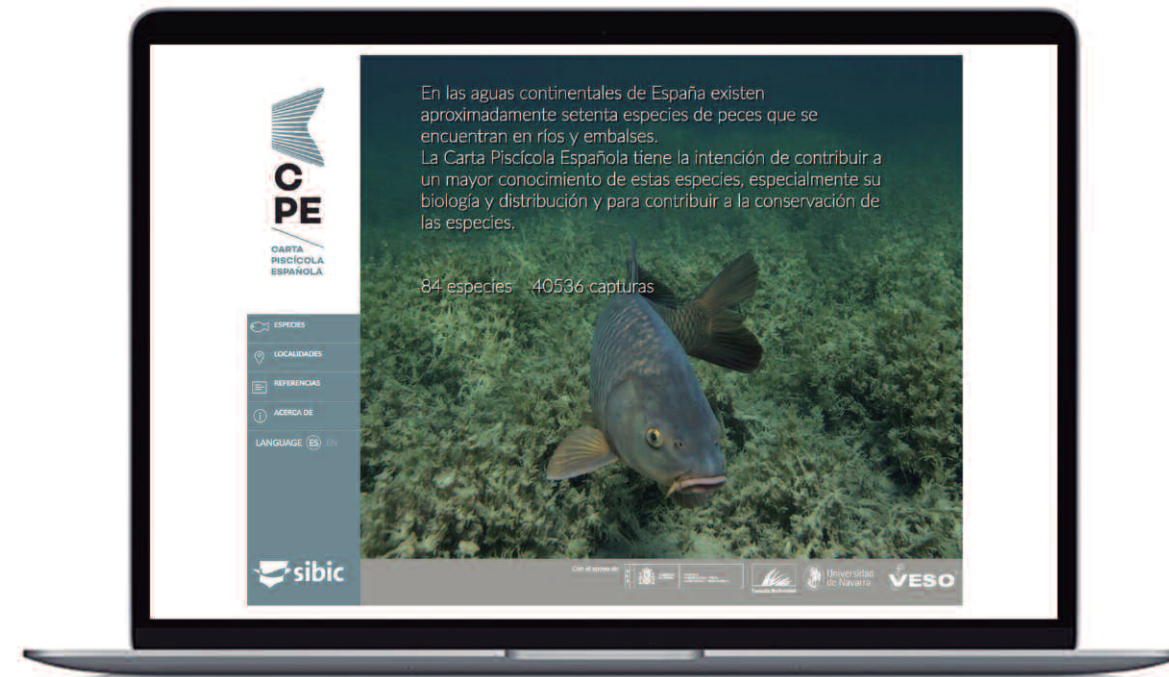 C
PE
CARTA
PISCÍCOLA
ESPAÑOLA
ESPECIES
LOCALIDADES
REFERENCIAS
ACERCA DE
LANGUAGE ES EN
sibic
En las aguas continentales de España existen
aproximadamente setenta especies de peces que se
encuentran en ríos y embalses.
La Carta Piscícola Española tiene la intención de contribuir a
un mayor conocimiento de estas especies, especialmente su
biología y distribución y para contribuir a la conservación de
las especies.
84 especies 40536 capturas
Con el apoyo de
Fundación Biodiversidad
Universidad
de Navarra
VESO